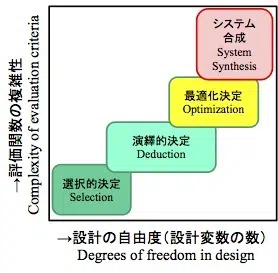 システム
合成
System
Synthesis
最適化決定
Optimization
演繹的決定
Deduction
選択的決定
Selection
→評価関数の複雑性
Complexity of evaluation criteria
→設計の自由度（設計変数の数）
Degrees of freedom in design